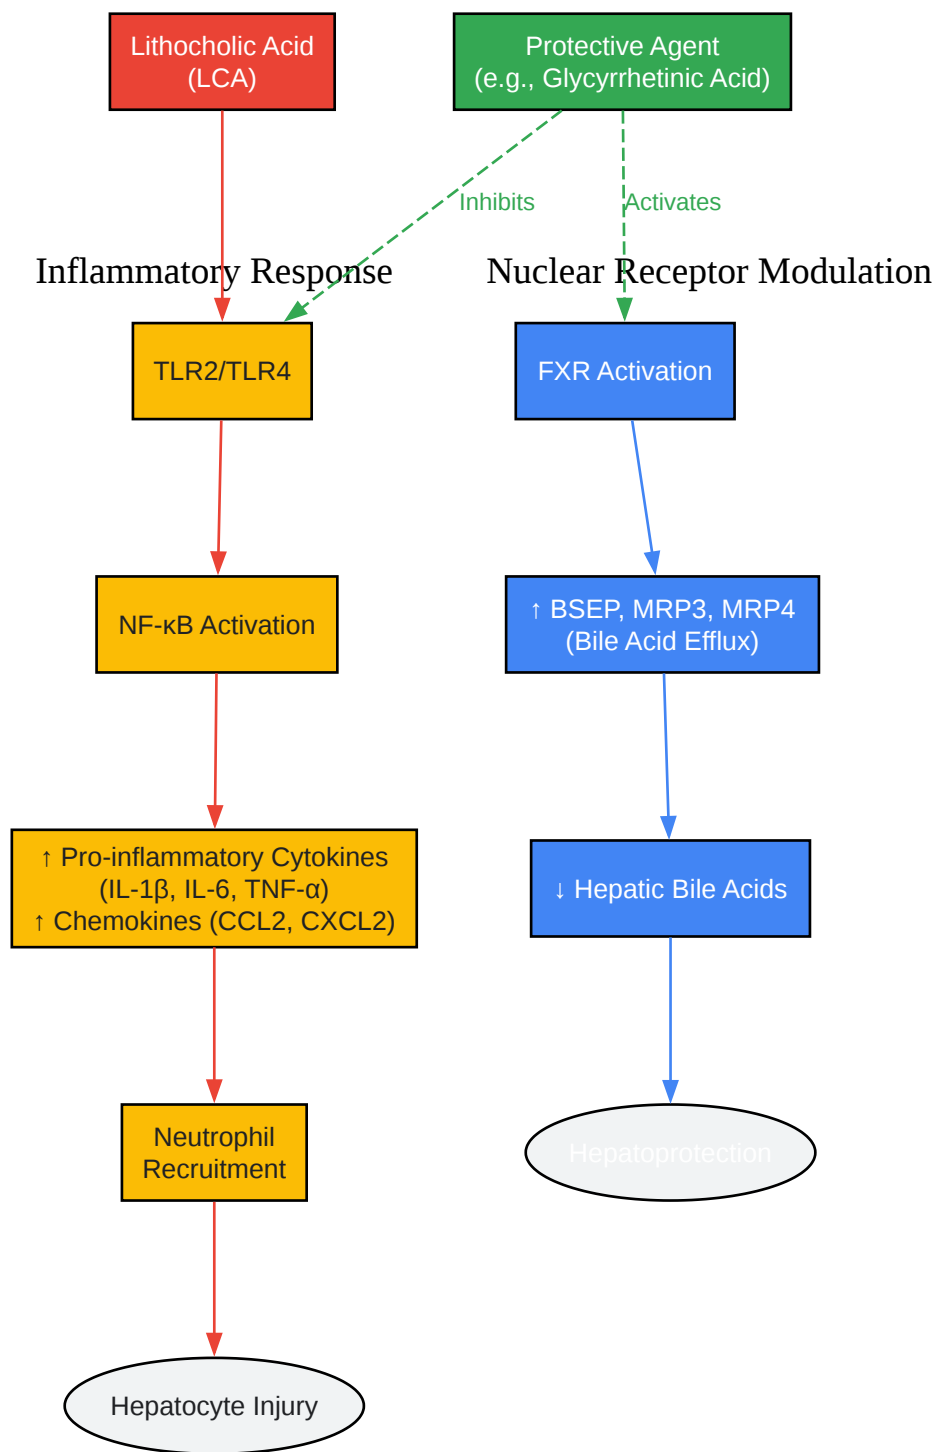 Lithocholic Acid
(LCA)
Protective Agent
(e.g., Glycyrrhetinic Acid)
Inhibits
Activates
Inflammatory Response
Nuclear Receptor Modulation
TLR2/TLR4
FXR Activation
NF-κB Activation
↑ BSEP, MRP3, MRP4
(Bile Acid Efflux)
↑ Pro-inflammatory Cytokines
(IL-1β, IL-6, TNF-α)
↑ Chemokines (CCL2, CXCL2)
↓ Hepatic Bile Acids
Neutrophil
Recruitment
Hepatoprotection
Hepatocyte Injury